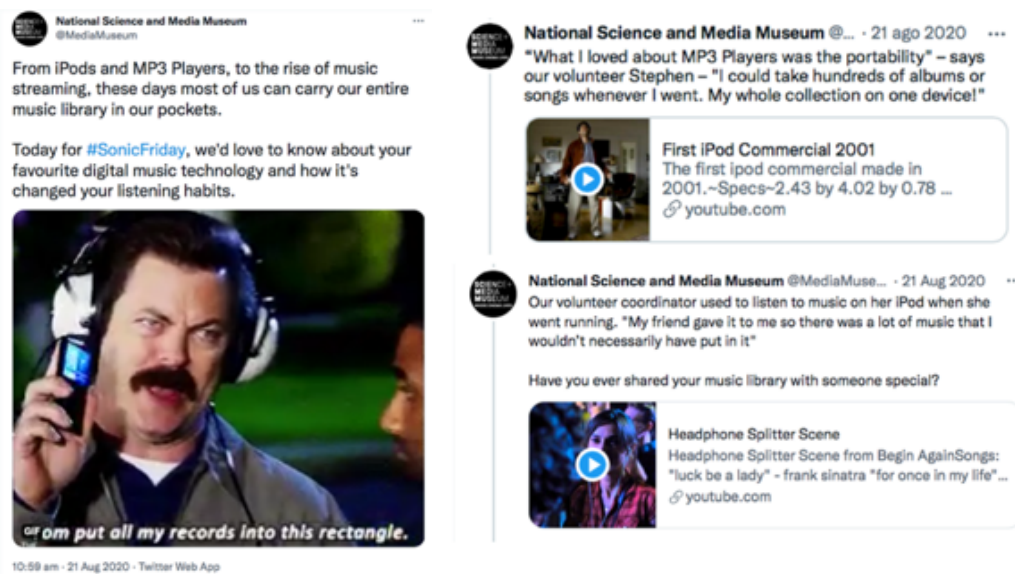 National Science and Media Museum
@MediaMuseum
From iPods and MP3 Players, to the rise of music
streaming, these days most of us can carry our entire
music library in our pockets.
Today for #SonicFriday, we'd love to know about your
favourite digital music technology and how it's
changed your listening habits.
GIF om put all my records into this rectangle.
10:59 am · 21 Aug 2020 · Twitter Web App
SCIENCE+
MEDIA
MUSEUM
National Science and Media Museum @... · 21 ago 2020
"What I loved about MP3 Players was the portability" – says
our volunteer Stephen – "I could take hundreds of albums or
songs whenever I went. My whole collection on one device!"
First iPod Commercial 2001
The first ipod commercial made in
2001.~Specs~2.43 by 4.02 by 0.78 ...
youtube.com
SCIENCE+
MEDIA
MUSEUM
National Science and Media Museum @MediaMuse... · 21 Aug 2020
Our volunteer coordinator used to listen to music on her iPod when she
went running. "My friend gave it to me so there was a lot of music that I
wouldn't necessarily have put in it"
Have you ever shared your music library with someone special?
Headphone Splitter Scene
Headphone Splitter Scene from Begin AgainSongs:
"luck be a lady" - frank sinatra "for once in my life"...
youtube.com